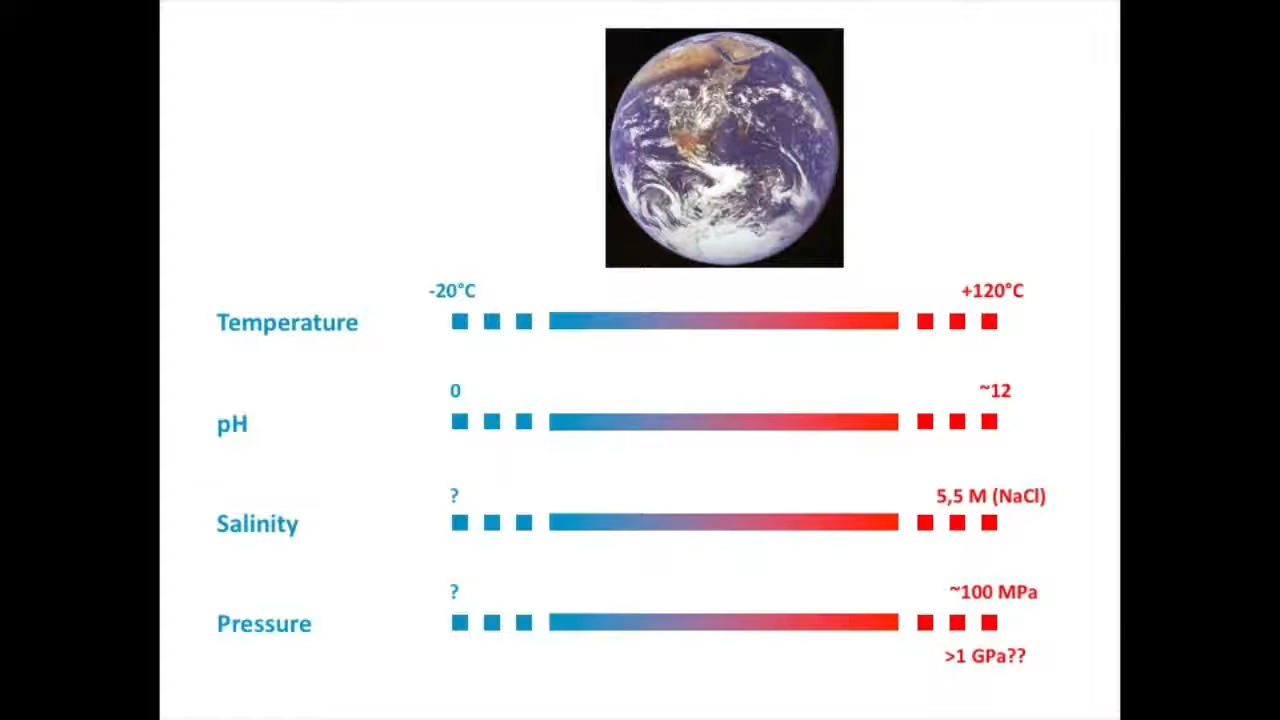 -20°C
+120°C
Temperature
0
~12
pH
?
5,5 M (NaCl)
Salinity
?
~100 MPa
Pressure
>1 GPa??